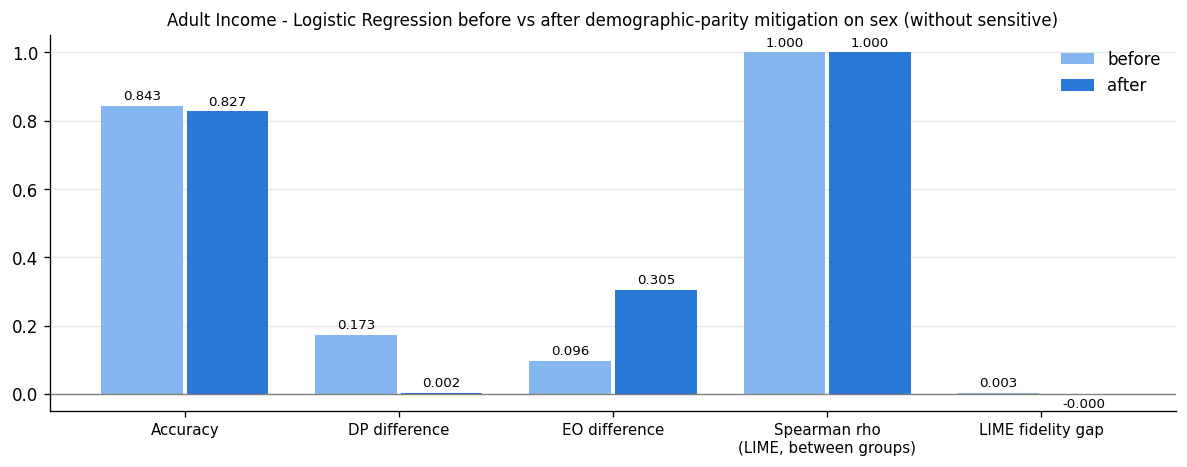 Adult Income - Logistic Regression before vs after demographic-parity mitigation on sex (without sensitive)
before
after
1.0
0.8
0.6
0.4
0.2
0.0
0.843
0.827
0.173
0.002
0.096
0.305
1.000
1.000
0.003
-0.000
Accuracy
DP difference
EO difference
Spearman rho
(LIME, between groups)
LIME fidelity gap